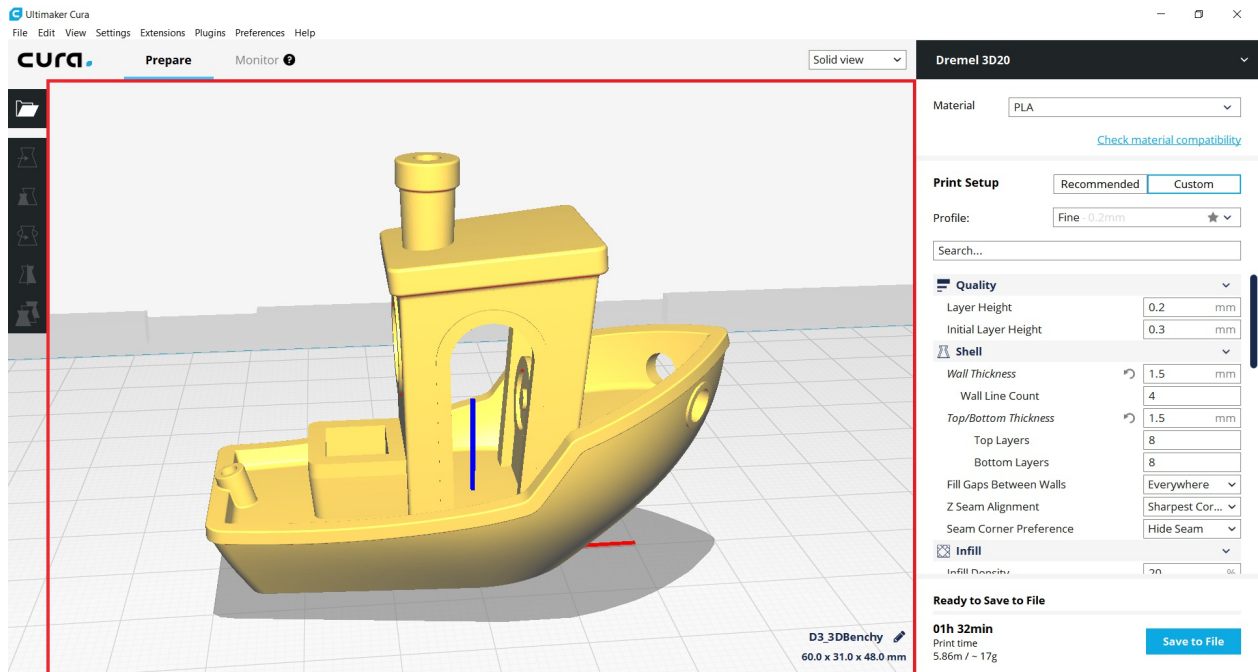 Ultimaker Cura
File Edit View Settings Extensions Plugins Preferences Help
cura.
Prepare
Monitor ?
Solid view
Dremel 3D20
Material
PLA
Check material compatibility
Print Setup
Recommended
Custom
Profile:
Fine - 0.2mm
Search...
Quality
Layer Height 0.2 mm
Initial Layer Height 0.3 mm
Shell
Wall Thickness 1.5 mm
Wall Line Count 4
Top/Bottom Thickness 1.5 mm
Top Layers 8
Bottom Layers 8
Fill Gaps Between Walls Everywhere
Z Seam Alignment Sharpest Cor...
Seam Corner Preference Hide Seam
Infill
Infill Density 20 %
D3_3DBenchy
60.0 x 31.0 x 48.0 mm
Ready to Save to File
01h 32min
Print time
5.86m / ~ 17g
Save to File